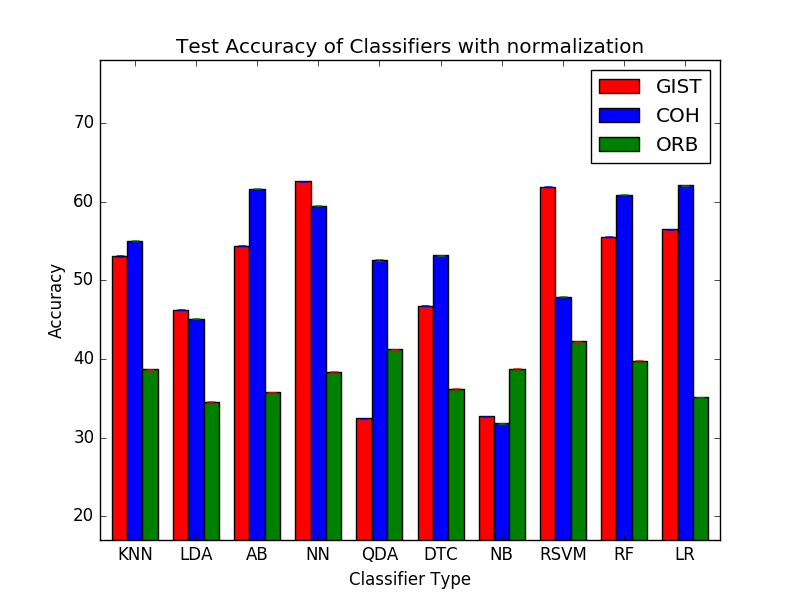 Test Accuracy of Classifiers with normalization
GIST
COH
ORB
70
60
50
40
30
20
Accuracy
KNN LDA AB NN QDA DTC NB RSVM RF LR
Classifier Type